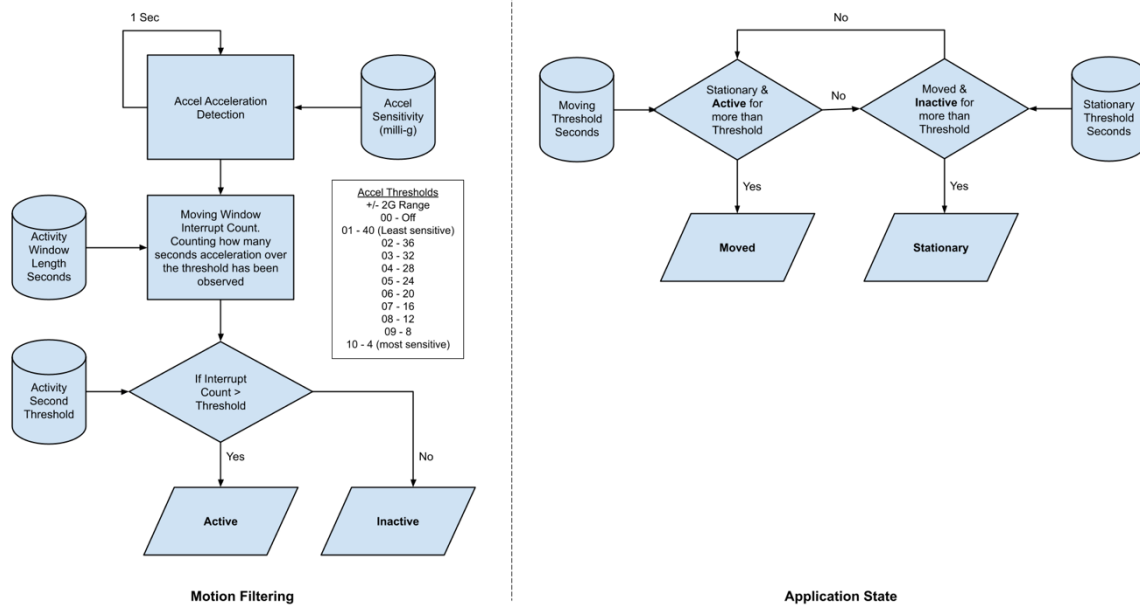 1 Sec
Accel Acceleration
Detection
Accel
Sensitivity
(milli-g)
Activity
Window
Length
Seconds
Moving Window
Interrupt Count.
Counting how many
seconds acceleration over
the threshold has been
observed
Accel Thresholds
+/- 2G Range
00 - Off
01 - 40 (Least sensitive)
02 - 36
03 - 32
04 - 28
05 - 24
06 - 20
07 - 16
08 - 12
09 - 8
10 - 4 (most sensitive)
Activity
Second
Threshold
If Interrupt
Count >
Threshold
Yes
No
Active
Inactive
Motion Filtering
No
Moving
Threshold
Seconds
Stationary &
Active for
more than
Threshold
No
Moved &
Inactive for
more than
Threshold
Stationary
Threshold
Seconds
Yes
Yes
Moved
Stationary
Application State